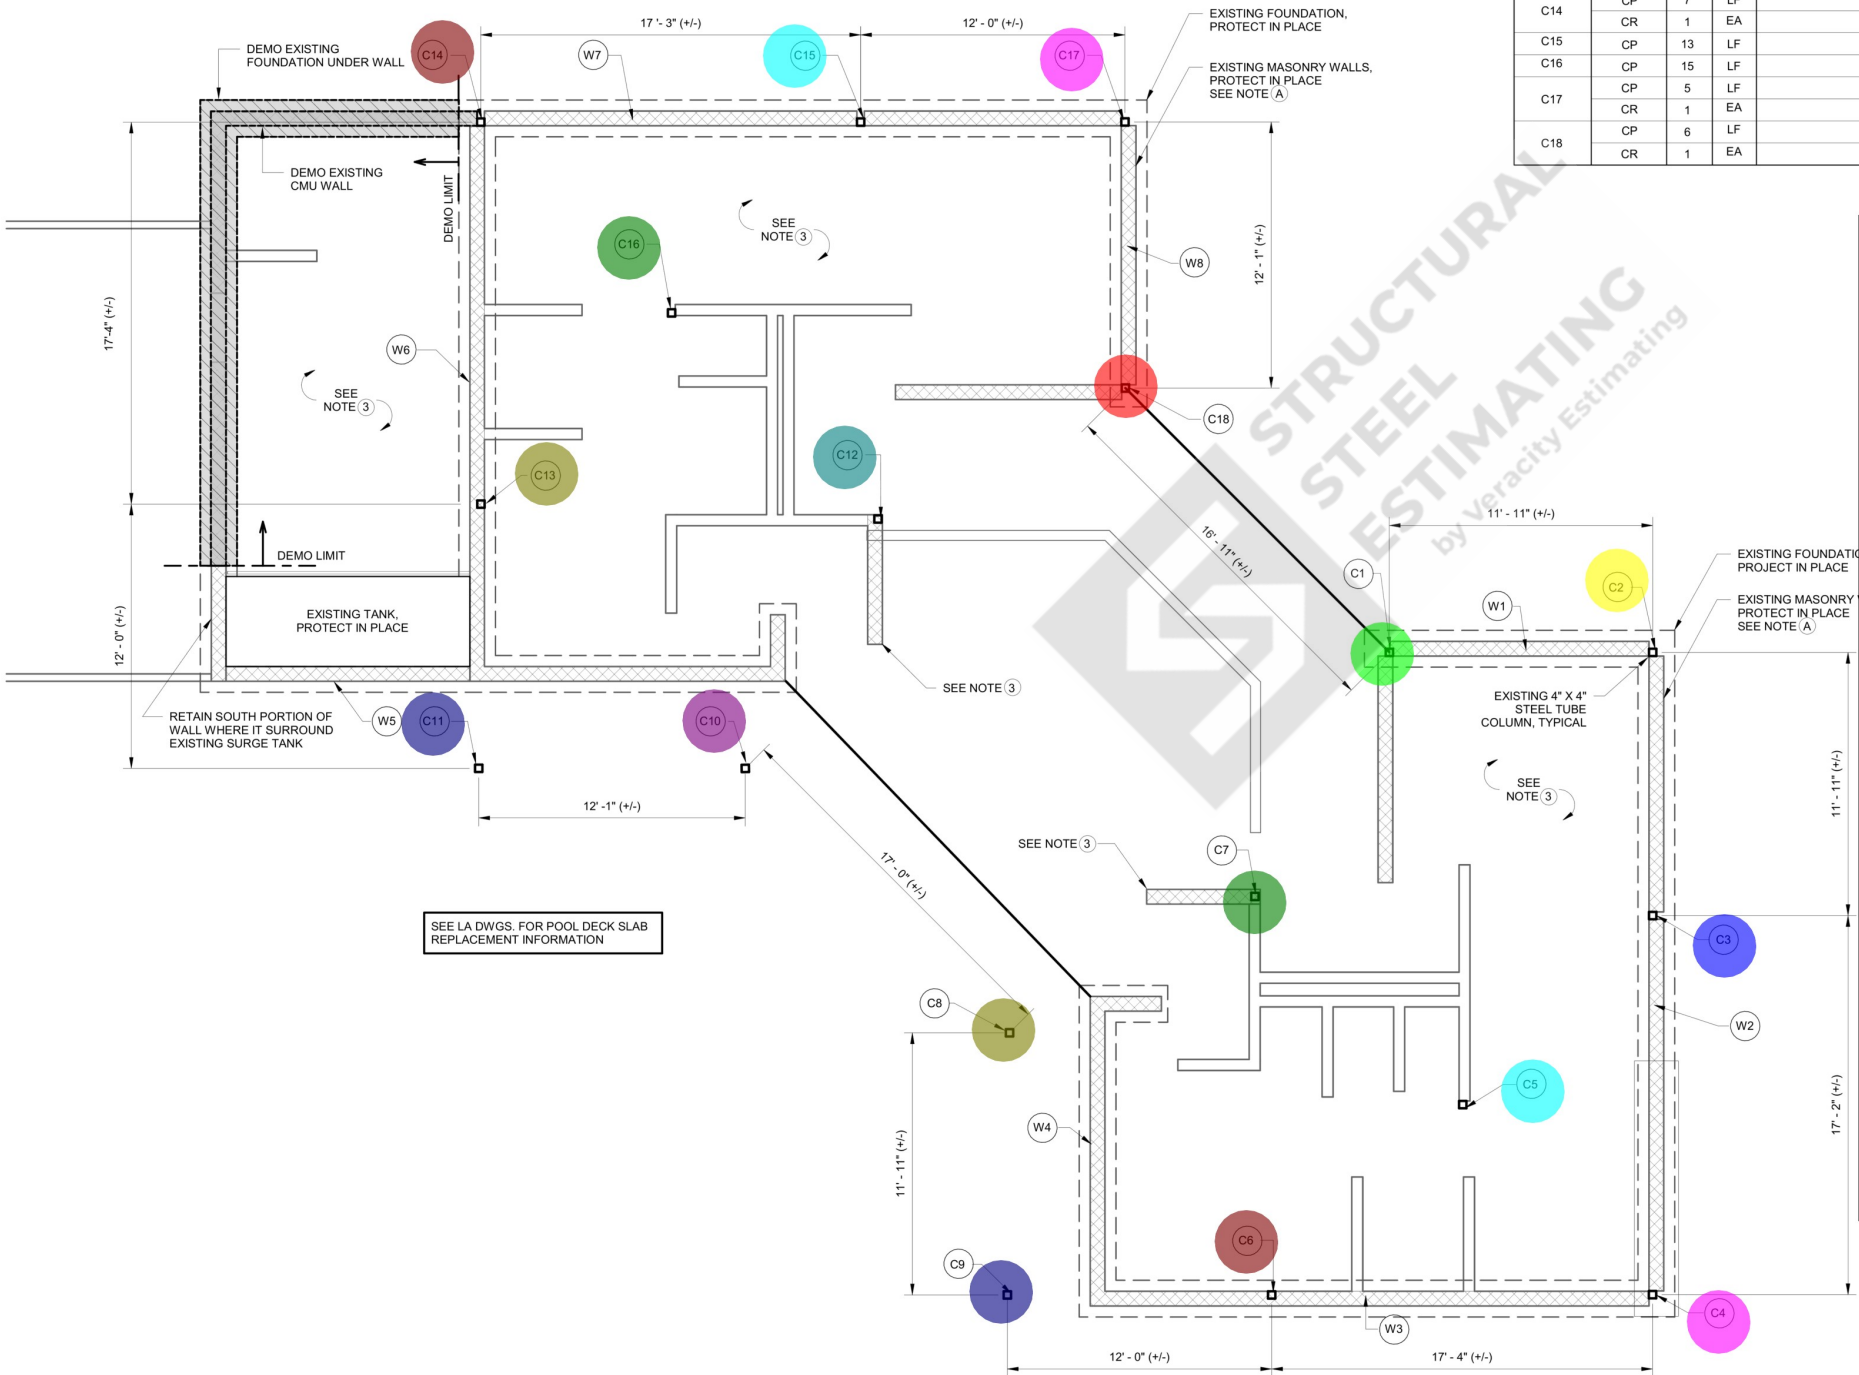 17 '- 3" (+/-)
12' - 0" (+/-)
EXISTING FOUNDATION,
PROTECT IN PLACE
C14
CP 7 LF
CR 1 EA
C15 CP 13 LF
C16 CP 15 LF
C17
CP 5 LF
CR 1 EA
C18
CP 6 LF
CR 1 EA
DEMO EXISTING
FOUNDATION UNDER WALL
C14
W7
C15
C17
EXISTING MASONRY WALLS,
PROTECT IN PLACE
SEE NOTE A
DEMO EXISTING
CMU WALL
DEMO LIMIT
SEE
NOTE 3
C16
W8
12' - 1" (+/-)
17'-4" (+/-)
W6
SEE
NOTE 3
C18
C12
C13
STRUCTURAL
STEEL
ESTIMATING
by Veracity Estimating
16' - 11" (+/-)
11' - 11" (+/-)
DEMO LIMIT
EXISTING
PROJECT IN PLACE
C1
C2
W1
EXISTING MASONRY
PROTECT IN PLACE
SEE NOTE A
EXISTING TANK,
PROTECT IN PLACE
12' - 0" (+/-)
SEE NOTE 3
EXISTING 4" X 4"
STEEL TUBE
COLUMN, TYPICAL
RETAIN SOUTH PORTION OF
WALL WHERE IT SURROUND
EXISTING SURGE TANK
W5
C11
C10
12' -1" (+/-)
11' - 11" (+/-)
SEE
NOTE 3
17' - 0" (+/-)
SEE NOTE 3
C7
SEE LA DWGS. FOR POOL DECK SLAB
REPLACEMENT INFORMATION
C3
C8
W2
C5
17' - 2" (+/-)
W4
11' - 11" (+/-)
C6
C9
C4
W3
12' - 0" (+/-)
17' - 4" (+/-)